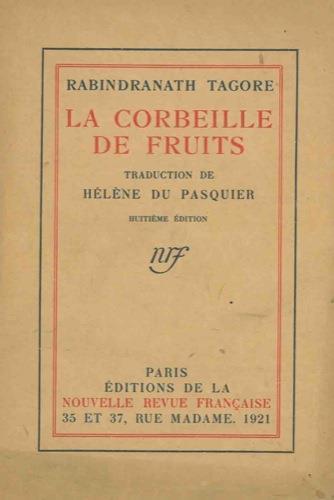 RABINDRANATH TAGORE
LA CORBEILLE
DE FRUITS
TRADUCTION DE
HÉLÈNE DU PASQUIER
HUITIÈME ÉDITION
nrf
PARIS
ÉDITIONS DE LA
NOUVELLE REVUE FRANÇAISE
35 ET 37, RUE MADAME. 1921